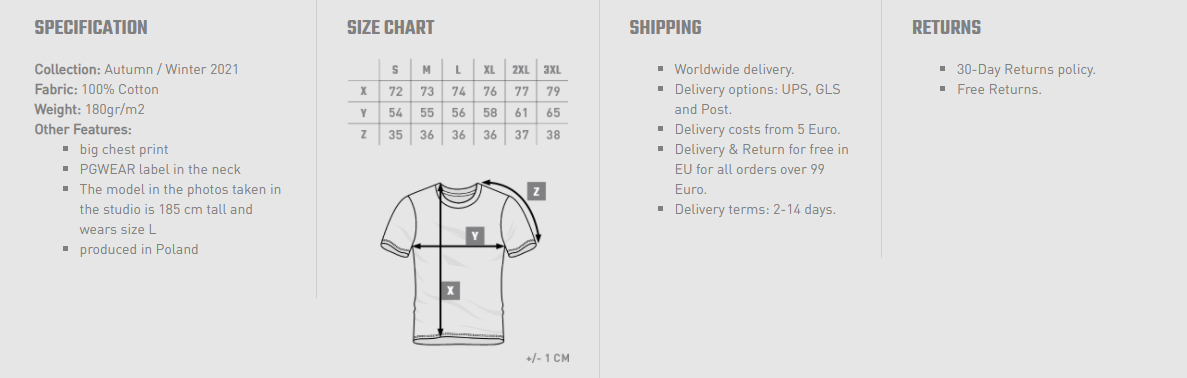 SPECIFICATION
Collection: Autumn / Winter 2021
Fabric: 100% Cotton
Weight: 180gr/m2
Other Features:
big chest print
PGWEAR label in the neck
The model in the photos taken in
the studio is 185 cm tall and
wears size L
produced in Poland
SIZE CHART
S M L XL 2XL 3XL
X 72 73 74 76 77 79
Y 54 55 56 58 61 65
Z 35 36 36 36 37 38
Z
Y
X
+/- 1 CM
SHIPPING
Worldwide delivery.
Delivery options: UPS, GLS
and Post.
Delivery costs from 5 Euro.
Delivery & Return for free in
EU for all orders over 99
Euro.
Delivery terms: 2-14 days.
RETURNS
30-Day Returns policy.
Free Returns.